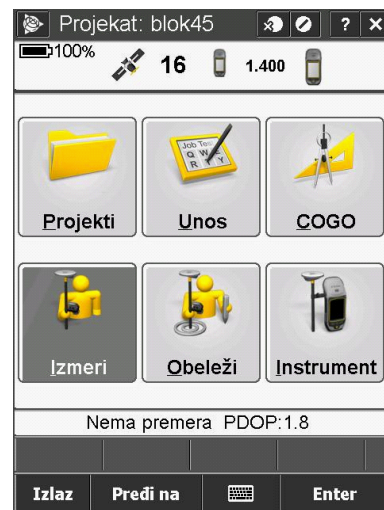 Projekat: blok45
? X
100%
16
1.400
Projekti
Unos
COGO
Izmeri
Obeleži
Instrument
Nema premera PDOP:1.8
Izlaz
Pređi na
Enter